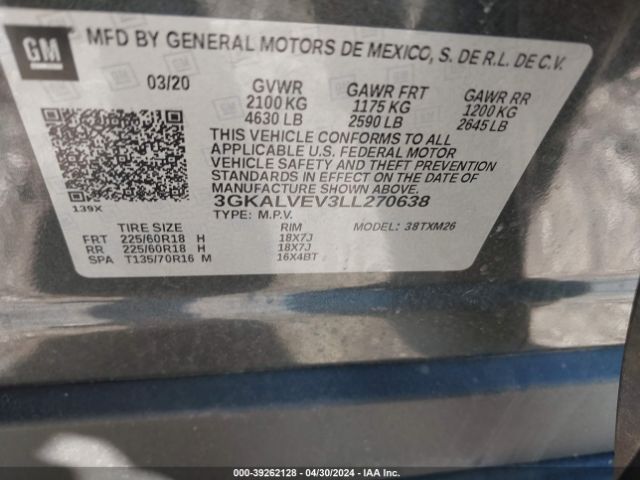 GM
MFD BY GENERAL MOTORS DE MEXICO, S. DE R.L. DE C.V.
03/20 GVWR GAWR FRT GAWR RR
2100 KG 1175 KG 1200 KG
4630 LB 2590 LB 2645 LB
THIS VEHICLE CONFORMS TO ALL
APPLICABLE U.S. FEDERAL MOTOR
VEHICLE SAFETY AND THEFT PREVENTION
STANDARDS IN EFFECT ON THE DATE OF
MANUFACTURE SHOWN ABOVE.
139X 3GKALVEV3LL270638
TYPE: M.P.V. 38TXM26
TIRE SIZE RIM
FRT 225/60R18 H 18X7J
RR 225/60R18 H 18X7J
SPA T135/70R16 M 16X4BT
000-39262128 - 04/30/2024 - IAA Inc.